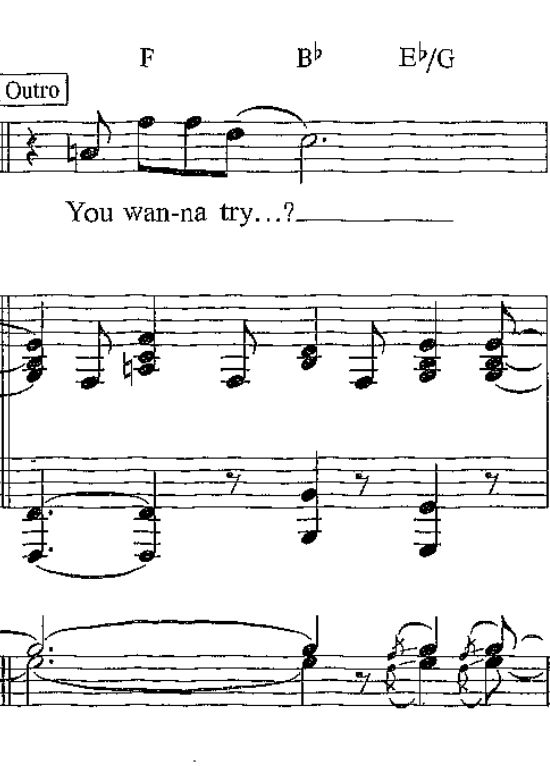 F B♭ E♭/G
Outro
You wan-na try...?